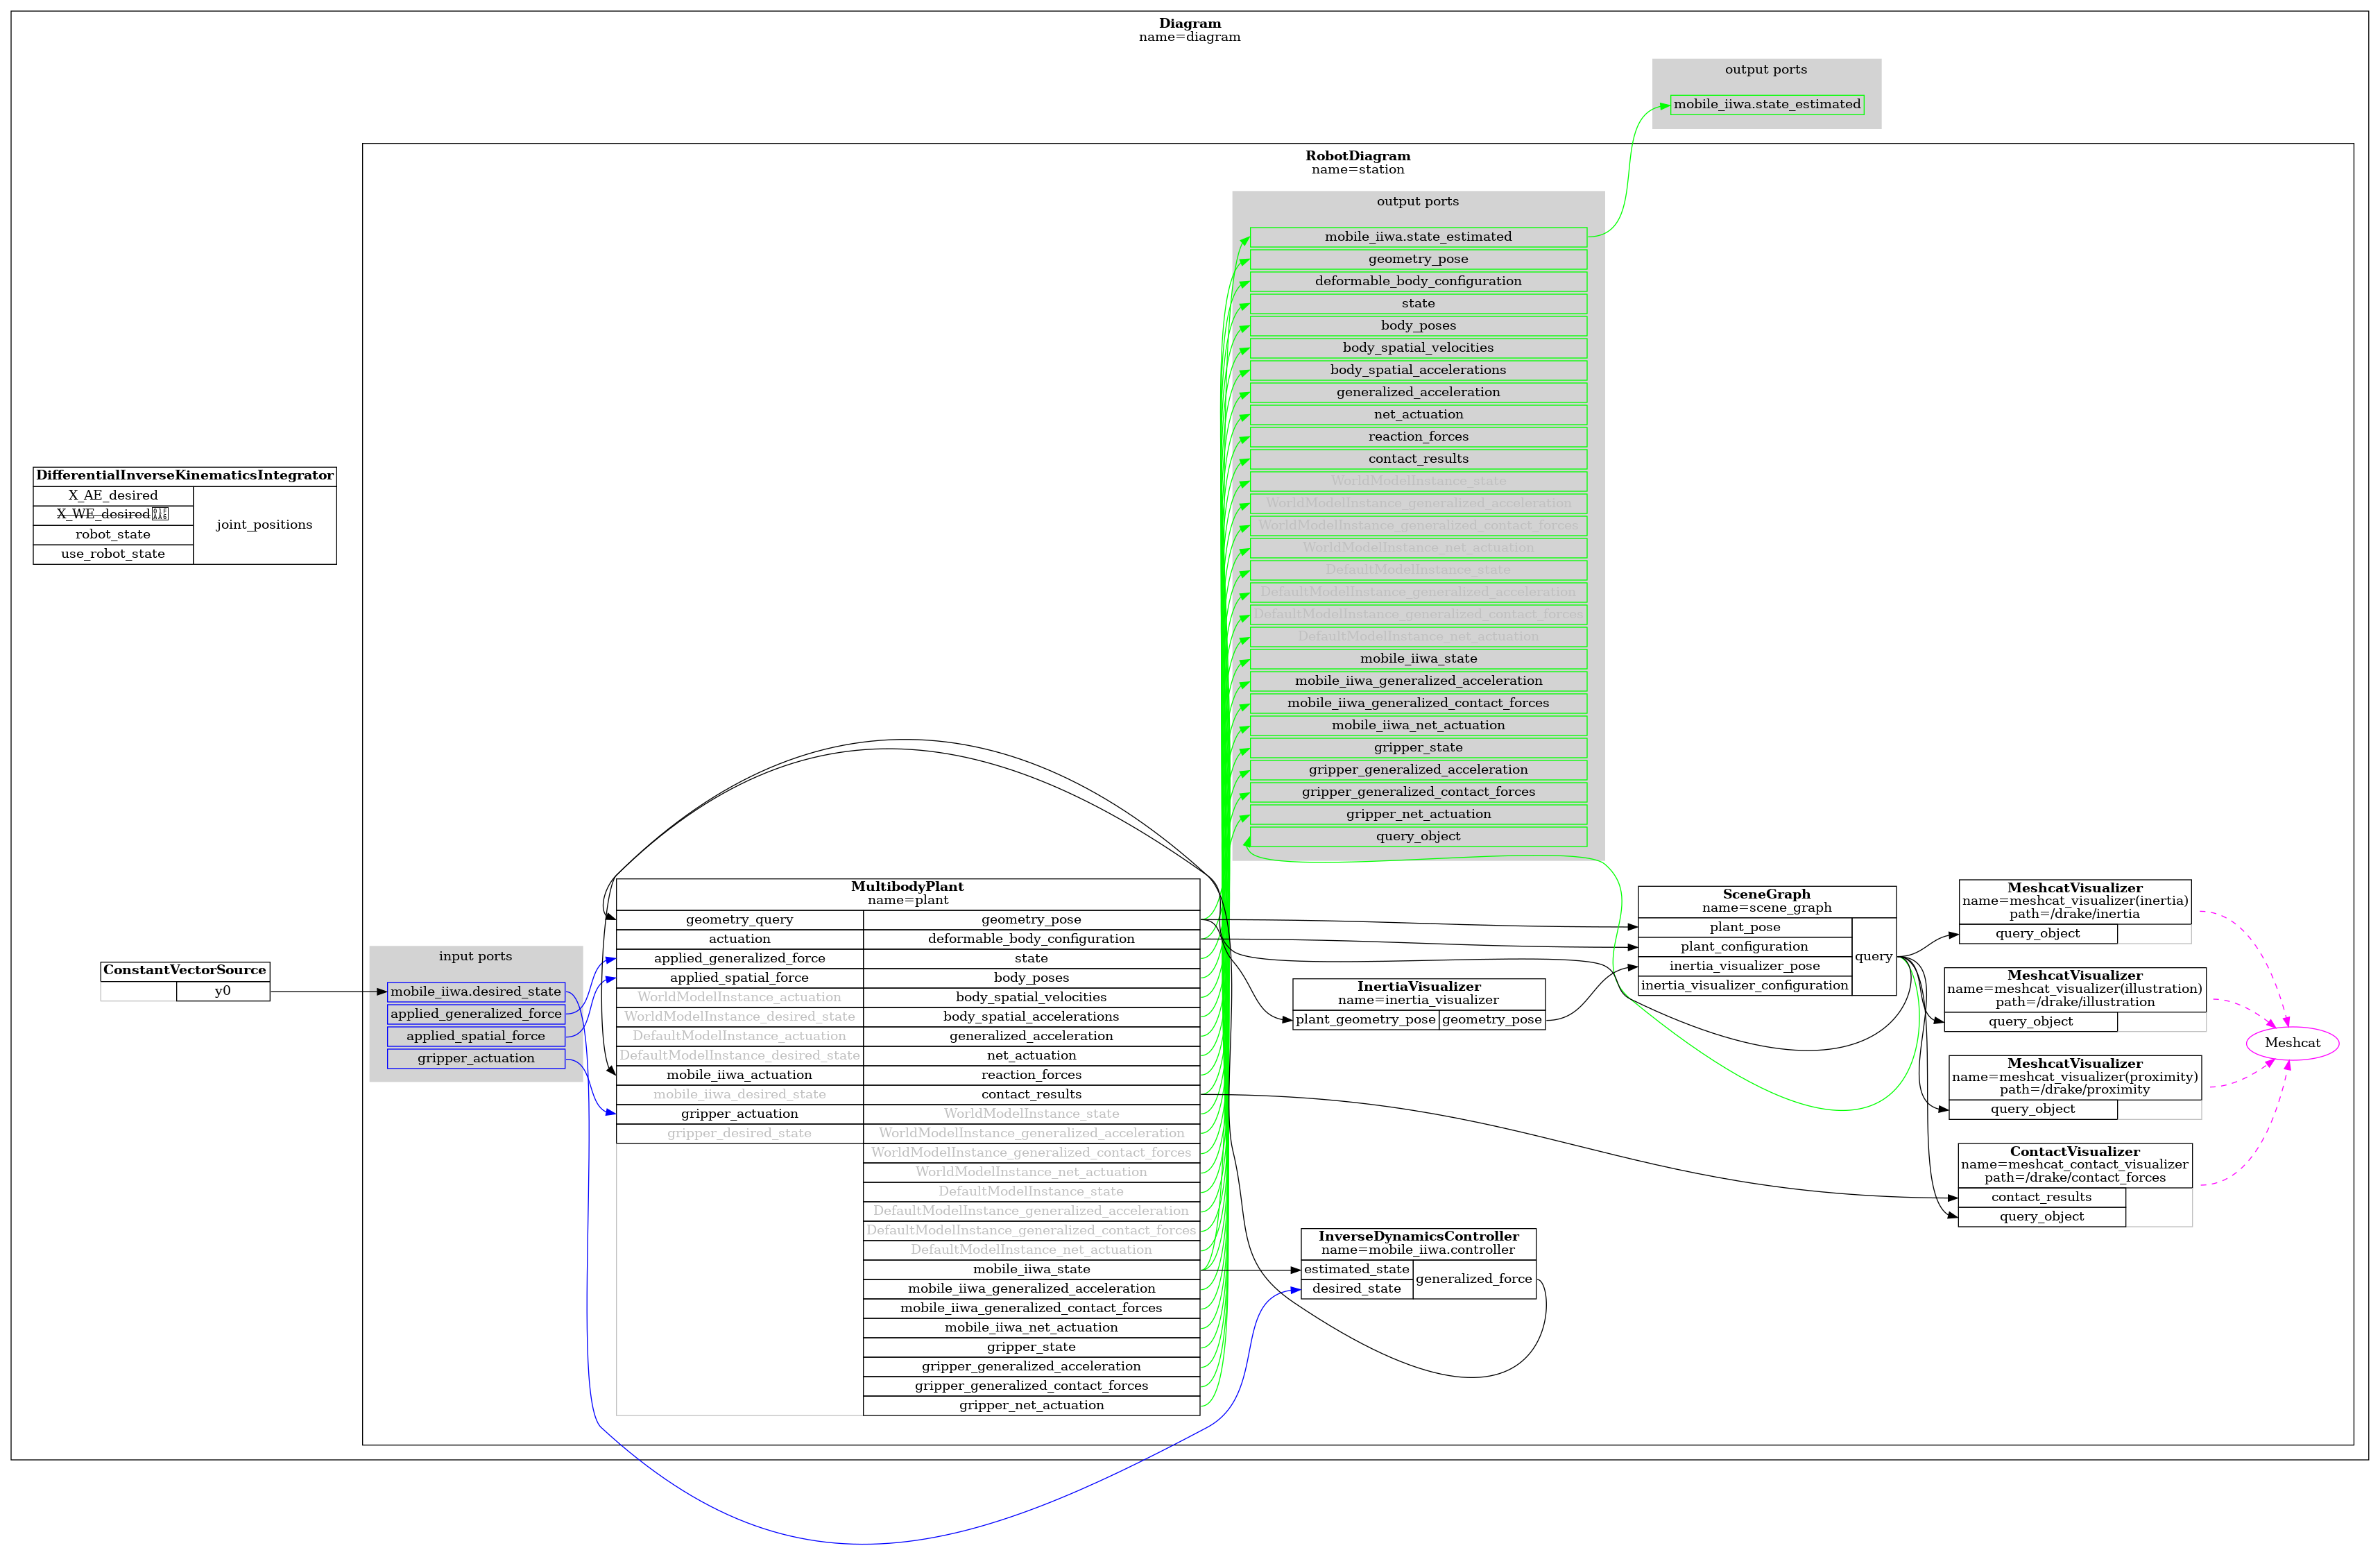 Diagram
name=diagram
output ports
mobile_iiwa.state_estimated
RobotDiagram
name=station
output ports
mobile_iiwa.state_estimated
geometry_pose
deformable_body_configuration
state
body_poses
body_spatial_velocities
body_spatial_accelerations
generalized_acceleration
net_actuation
reaction_forces
contact_results
WorldModelInstance_state
WorldModelInstance_generalized_acceleration
WorldModelInstance_generalized_contact_forces
WorldModelInstance_net_actuation
DefaultModelInstance_state
DefaultModelInstance_generalized_acceleration
DefaultModelInstance_generalized_contact_forces
DefaultModelInstance_net_actuation
mobile_iiwa_state
mobile_iiwa_generalized_acceleration
mobile_iiwa_generalized_contact_forces
mobile_iiwa_net_actuation
gripper_state
gripper_generalized_acceleration
gripper_generalized_contact_forces
gripper_net_actuation
query_object
DifferentialInverseKinematicsIntegrator
X_AE_desired
X_WE_desired
robot_state
use_robot_state
joint_positions
ConstantVectorSource
y0
input ports
mobile_iiwa.desired_state
applied_generalized_force
applied_spatial_force
gripper_actuation
MultibodyPlant
name=plant
geometry_query
actuation
applied_generalized_force
applied_spatial_force
WorldModelInstance_actuation
WorldModelInstance_desired_state
DefaultModelInstance_actuation
DefaultModelInstance_desired_state
mobile_iiwa_actuation
mobile_iiwa_desired_state
gripper_actuation
gripper_desired_state
geometry_pose
deformable_body_configuration
state
body_poses
body_spatial_velocities
body_spatial_accelerations
generalized_acceleration
net_actuation
reaction_forces
contact_results
WorldModelInstance_state
WorldModelInstance_generalized_acceleration
WorldModelInstance_generalized_contact_forces
WorldModelInstance_net_actuation
DefaultModelInstance_state
DefaultModelInstance_generalized_acceleration
DefaultModelInstance_generalized_contact_forces
DefaultModelInstance_net_actuation
mobile_iiwa_state
mobile_iiwa_generalized_acceleration
mobile_iiwa_generalized_contact_forces
mobile_iiwa_net_actuation
gripper_state
gripper_generalized_acceleration
gripper_generalized_contact_forces
gripper_net_actuation
InertiaVisualizer
name=inertia_visualizer
plant_geometry_pose
geometry_pose
InverseDynamicsController
name=mobile_iiwa.controller
estimated_state
desired_state
generalized_force
SceneGraph
name=scene_graph
plant_pose
plant_configuration
inertia_visualizer_pose
inertia_visualizer_configuration
query
MeshcatVisualizer
name=meshcat_visualizer(inertia)
path=/drake/inertia
query_object
MeshcatVisualizer
name=meshcat_visualizer(illustration)
path=/drake/illustration
query_object
MeshcatVisualizer
name=meshcat_visualizer(proximity)
path=/drake/proximity
query_object
ContactVisualizer
name=meshcat_contact_visualizer
path=/drake/contact_forces
contact_results
query_object
Meshcat